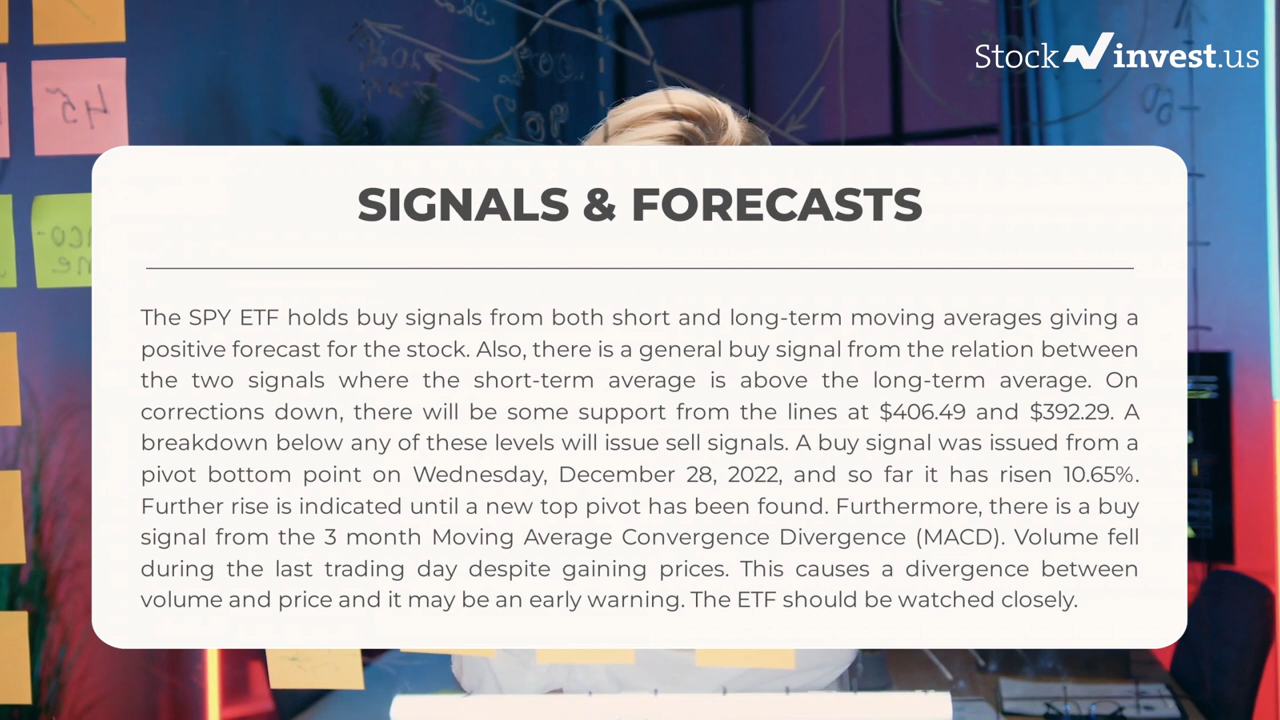 Stock invest.us
45
SIGNALS & FORECASTS
The SPY ETF holds buy signals from both short and long-term moving averages giving a
positive forecast for the stock. Also, there is a general buy signal from the relation between
the two signals where the short-term average is above the long-term average. On
corrections down, there will be some support from the lines at $406.49 and $392.29. A
breakdown below any of these levels will issue sell signals. A buy signal was issued from a
pivot bottom point on Wednesday, December 28, 2022, and so far it has risen 10.65%.
Further rise is indicated until a new top pivot has been found. Furthermore, there is a buy
signal from the 3 month Moving Average Convergence Divergence (MACD). Volume fell
during the last trading day despite gaining prices. This causes a divergence between
volume and price and it may be an early warning. The ETF should be watched closely.